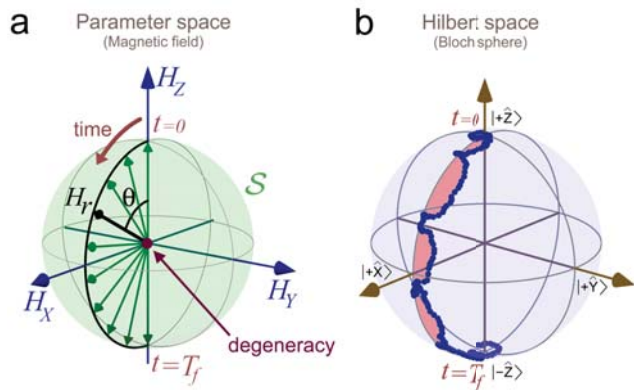 a
Parameter space
(Magnetic field)
H_Z
t=0
time
S
H_r
θ
H_X
H_Y
degeneracy
t=T_f
b
Hilbert space
(Bloch sphere)
t=0
|+Ẑ⟩
|+X̂⟩
|+Ŷ⟩
t=T_f
|−Ẑ⟩